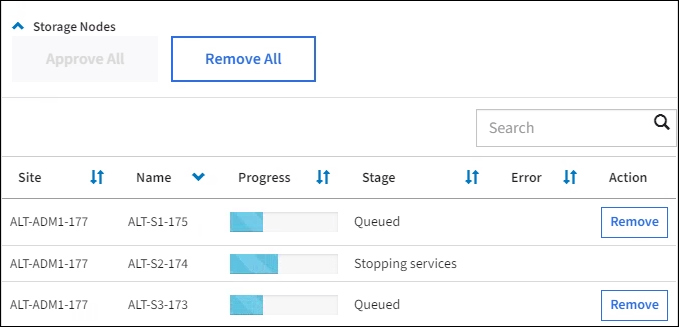 Storage Nodes
Approve All Remove All
Search
Site Name Progress Stage Error Action
ALT-ADM1-177 ALT-S1-175 Queued Remove
ALT-ADM1-177 ALT-S2-174 Stopping services
ALT-ADM1-177 ALT-S3-173 Queued Remove